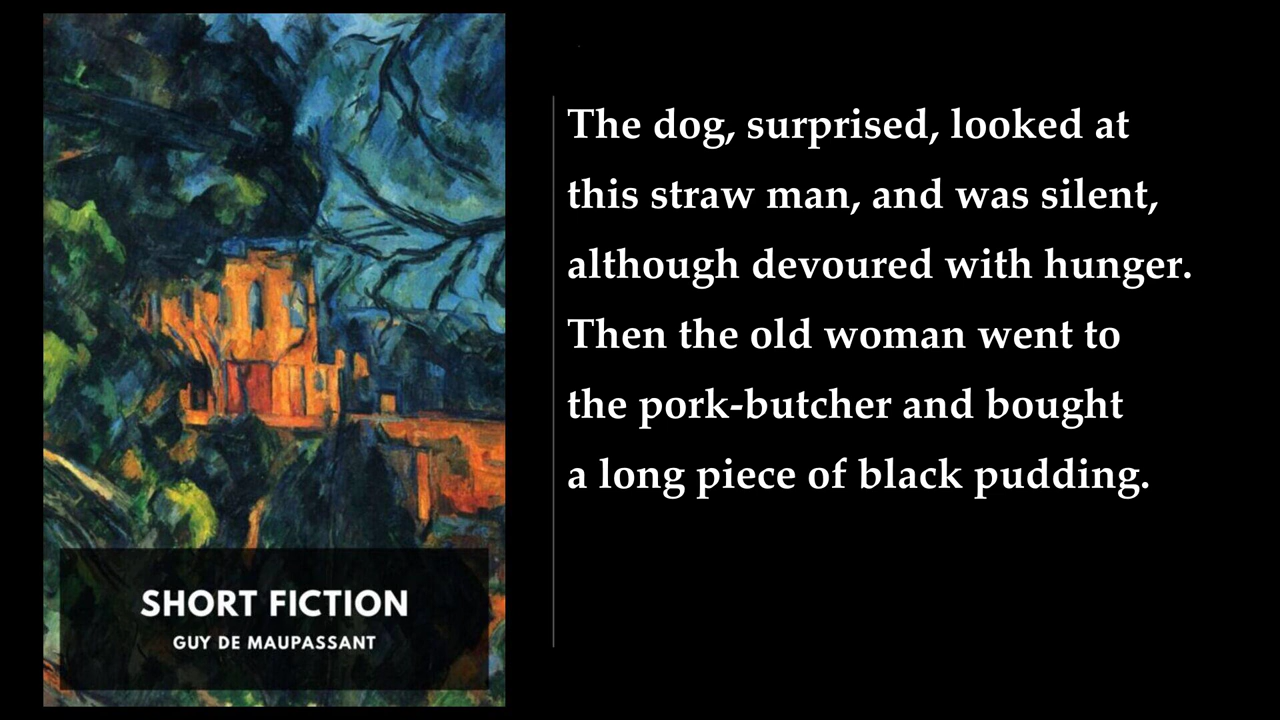 The dog, surprised, looked at
this straw man, and was silent,
although devoured with hunger.
Then the old woman went to
the pork-butcher and bought
a long piece of black pudding.
SHORT FICTION
GUY DE MAUPASSANT